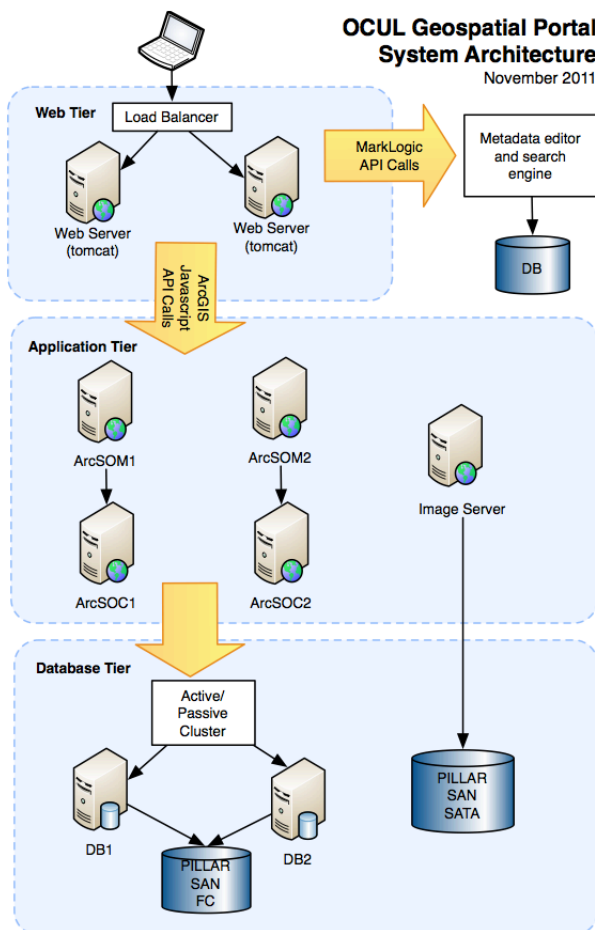 OCUL Geospatial Portal
System Architecture
November 2011
Web Tier
Load Balancer
Web Server
(tomcat)
Web Server
(tomcat)
MarkLogic
API Calls
Metadata editor
and search
engine
DB
ArcGIS
Javascript
API Calls
Application Tier
ArcSOM1
ArcSOM2
Image Server
ArcSOC1
ArcSOC2
Database Tier
Active/
Passive
Cluster
DB1
DB2
PILLAR
SAN
FC
PILLAR
SAN
SATA